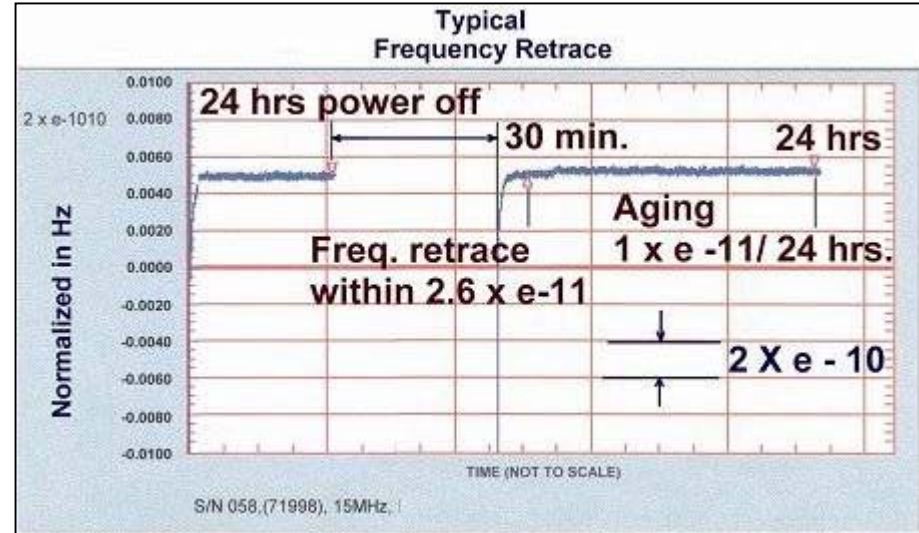 Typical
Frequency Retrace
0.0100
2 x e-1010
0.0080
0.0060
0.0040
0.0020
0.0000
-0.0020
-0.0040
-0.0060
-0.0080
-0.0100
Normalized in Hz
24 hrs power off
30 min.
24 hrs
Aging
1 x e -11/ 24 hrs.
Freq. retrace
within 2.6 x e-11
2 X e - 10
TIME (NOT TO SCALE)
S/N 058,(71998), 15MHz,